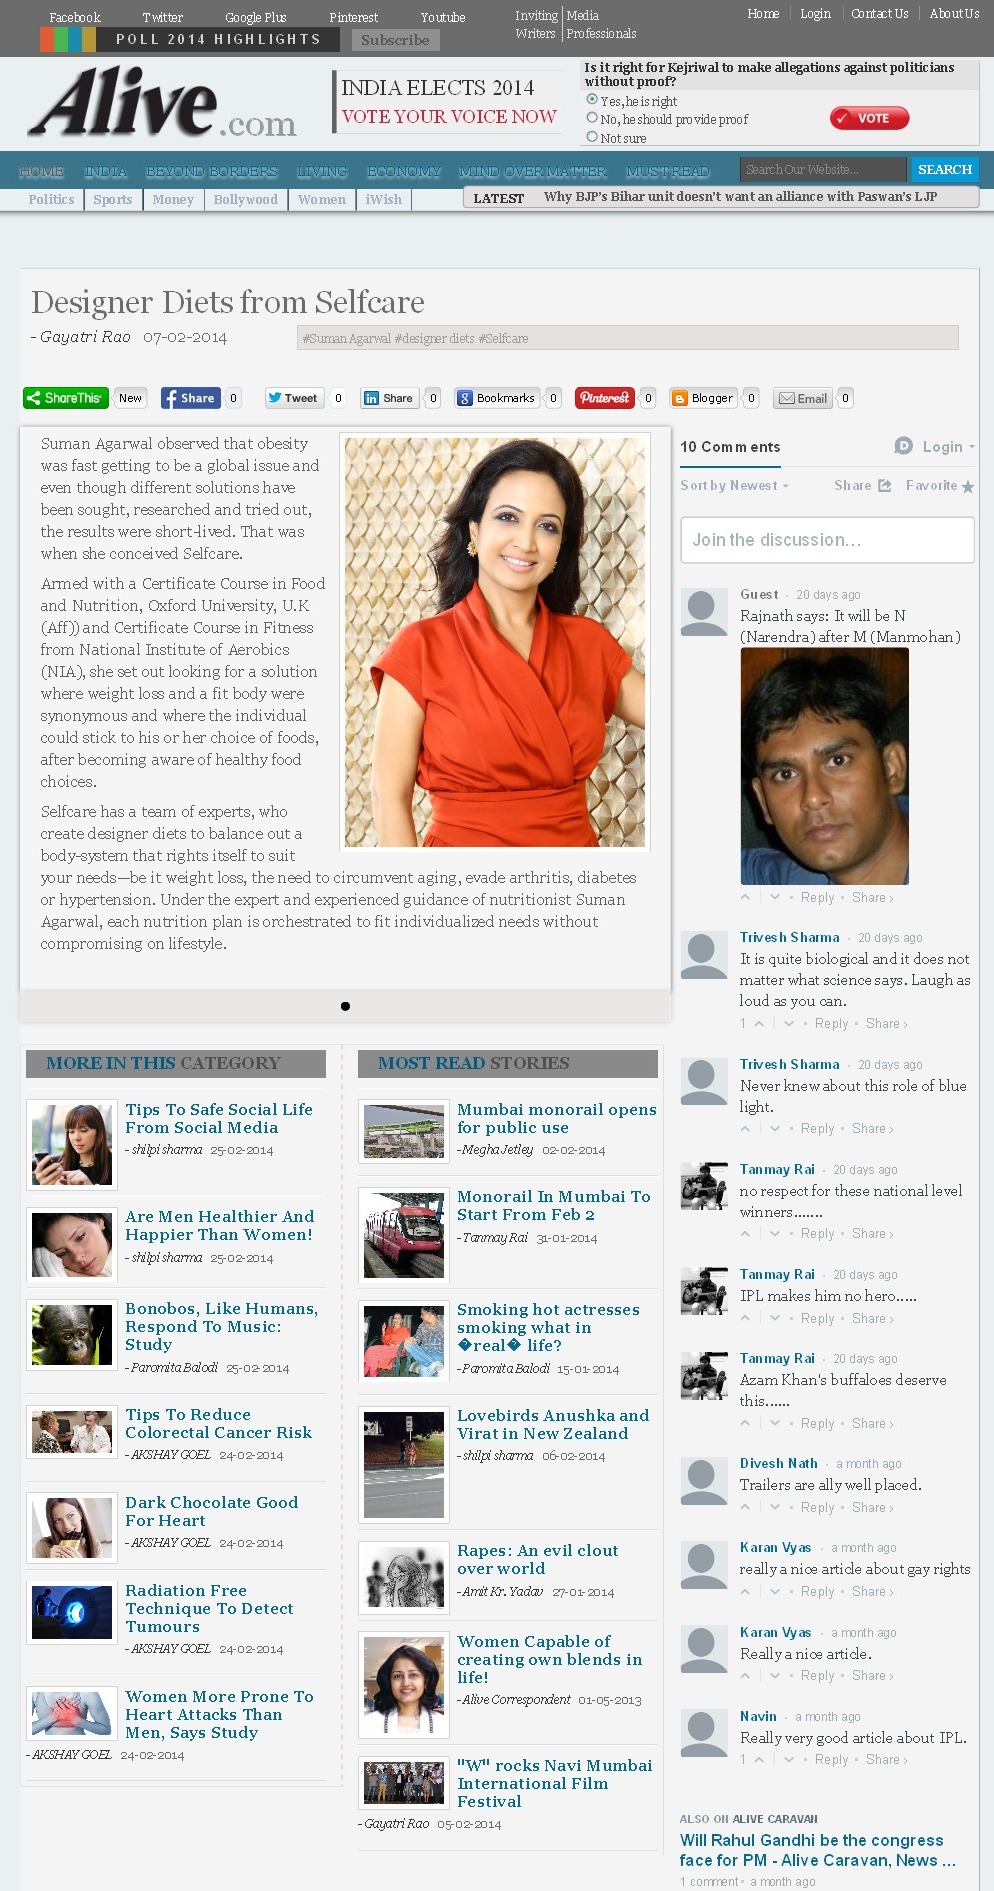 Facebook Twitter Google Plus Pinterest Youtube
Inviting Writers Media Professionals
Home Login Contact Us About Us
POLL 2014 HIGHLIGHTS Subscribe
Alive.com
INDIA ELECTS 2014
VOTE YOUR VOICE NOW
Is it right for Kejriwal to make allegations against politicians
without proof?
Yes, he is right
No, he should provide proof
Not sure
VOTE
HOME INDIA BEYOND BORDERS LIVING ECONOMY MIND OVER MATTER MUST READ
Search Our Website... SEARCH
Politics Sports Money Bollywood Women iWish
LATEST Why BJP's Bihar unit doesn't want an alliance with Paswan's LJP
Designer Diets from Selfcare
- Gayatri Rao 07-02-2014
#Suman Agarwal #designer diets #Selfcare
ShareThis New Share 0 Tweet 0 Share 0 Bookmarks 0 Pinterest 0 Blogger 0 Email 0
Suman Agarwal observed that obesity
was fast getting to be a global issue and
even though different solutions have
been sought, researched and tried out,
the results were short-lived. That was
when she conceived Selfcare.
Armed with a Certificate Course in Food
and Nutrition, Oxford University, U.K
(Aff)) and Certificate Course in Fitness
from National Institute of Aerobics
(NIA), she set out looking for a solution
where weight loss and a fit body were
synonymous and where the individual
could stick to his or her choice of foods,
after becoming aware of healthy food
choices.
Selfcare has a team of experts, who
create designer diets to balance out a
body-system that rights itself to suit
your needs—be it weight loss, the need to circumvent aging, evade arthritis, diabetes
or hypertension. Under the expert and experienced guidance of nutritionist Suman
Agarwal, each nutrition plan is orchestrated to fit individualized needs without
compromising on lifestyle.
MORE IN THIS CATEGORY
Tips To Safe Social Life
From Social Media
- shilpi sharma 25-02-2014
Are Men Healthier And
Happier Than Women!
- shilpi sharma 25-02-2014
Bonobos, Like Humans,
Respond To Music:
Study
- Paromita Balodi 25-02-2014
Tips To Reduce
Colorectal Cancer Risk
- AKSHAY GOEL 24-02-2014
Dark Chocolate Good
For Heart
- AKSHAY GOEL 24-02-2014
Radiation Free
Technique To Detect
Tumours
- AKSHAY GOEL 24-02-2014
Women More Prone To
Heart Attacks Than
Men, Says Study
- AKSHAY GOEL 24-02-2014
MOST READ STORIES
Mumbai monorail opens
for public use
- Megha Jetley 02-02-2014
Monorail In Mumbai To
Start From Feb 2
- Tanmay Rai 31-01-2014
Smoking hot actresses
smoking what in
�real� life?
- Paromita Balodi 15-01-2014
Lovebirds Anushka and
Virat in New Zealand
- shilpi sharma 06-02-2014
Rapes: An evil clout
over world
- Amit Kr. Yadav 27-01-2014
Women Capable of
creating own blends in
life!
- Alive Correspondent 01-05-2013
"W" rocks Navi Mumbai
International Film
Festival
- Gayatri Rao 05-02-2014
10 Comments Login
Sort by Newest Share Favorite ★
Join the discussion...
Guest · 20 days ago
Rajnath says: It will be N
(Narendra) after M (Manmohan)
Reply • Share ›
Trivesh Sharma · 20 days ago
It is quite biological and it does not
matter what science says. Laugh as
loud as you can.
1 Reply • Share ›
Trivesh Sharma · 20 days ago
Never knew about this role of blue
light.
Reply • Share ›
Tanmay Rai · 20 days ago
no respect for these national level
winners.......
Reply • Share ›
Tanmay Rai · 20 days ago
IPL makes him no hero.....
Reply • Share ›
Tanmay Rai · 20 days ago
Azam Khan's buffaloes deserve
this......
Reply • Share ›
Divesh Nath · a month ago
Trailers are ally well placed.
Reply • Share ›
Karan Vyas · a month ago
really a nice article about gay rights
Reply • Share ›
Karan Vyas · a month ago
Really a nice article.
Reply • Share ›
Navin · a month ago
Really very good article about IPL.
1 Reply • Share ›
ALSO ON ALIVE CARAVAN
Will Rahul Gandhi be the congress
face for PM - Alive Caravan, News ...
1 comment • a month ago